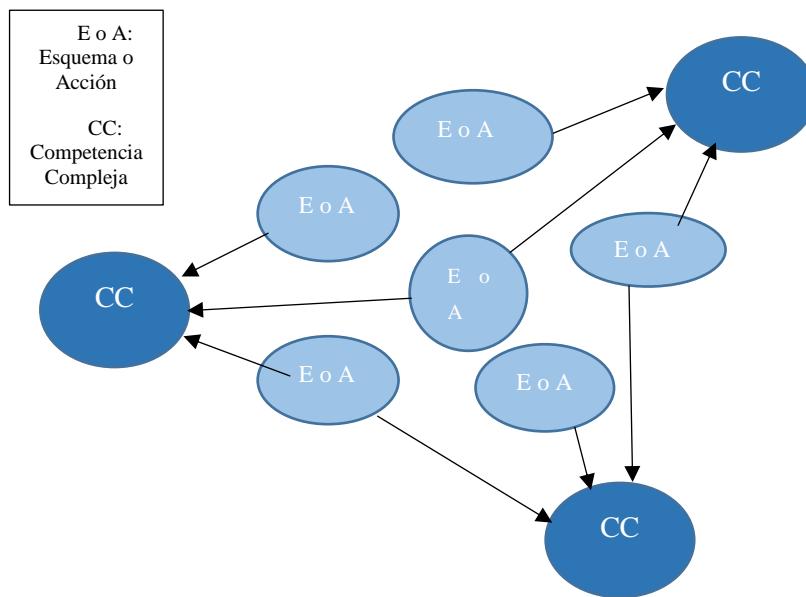 E o A:
Esquema o
Acción
CC:
Competencia
Compleja
CC
E o A
E o A
E o A
E o A
CC
E o A
E o A
CC